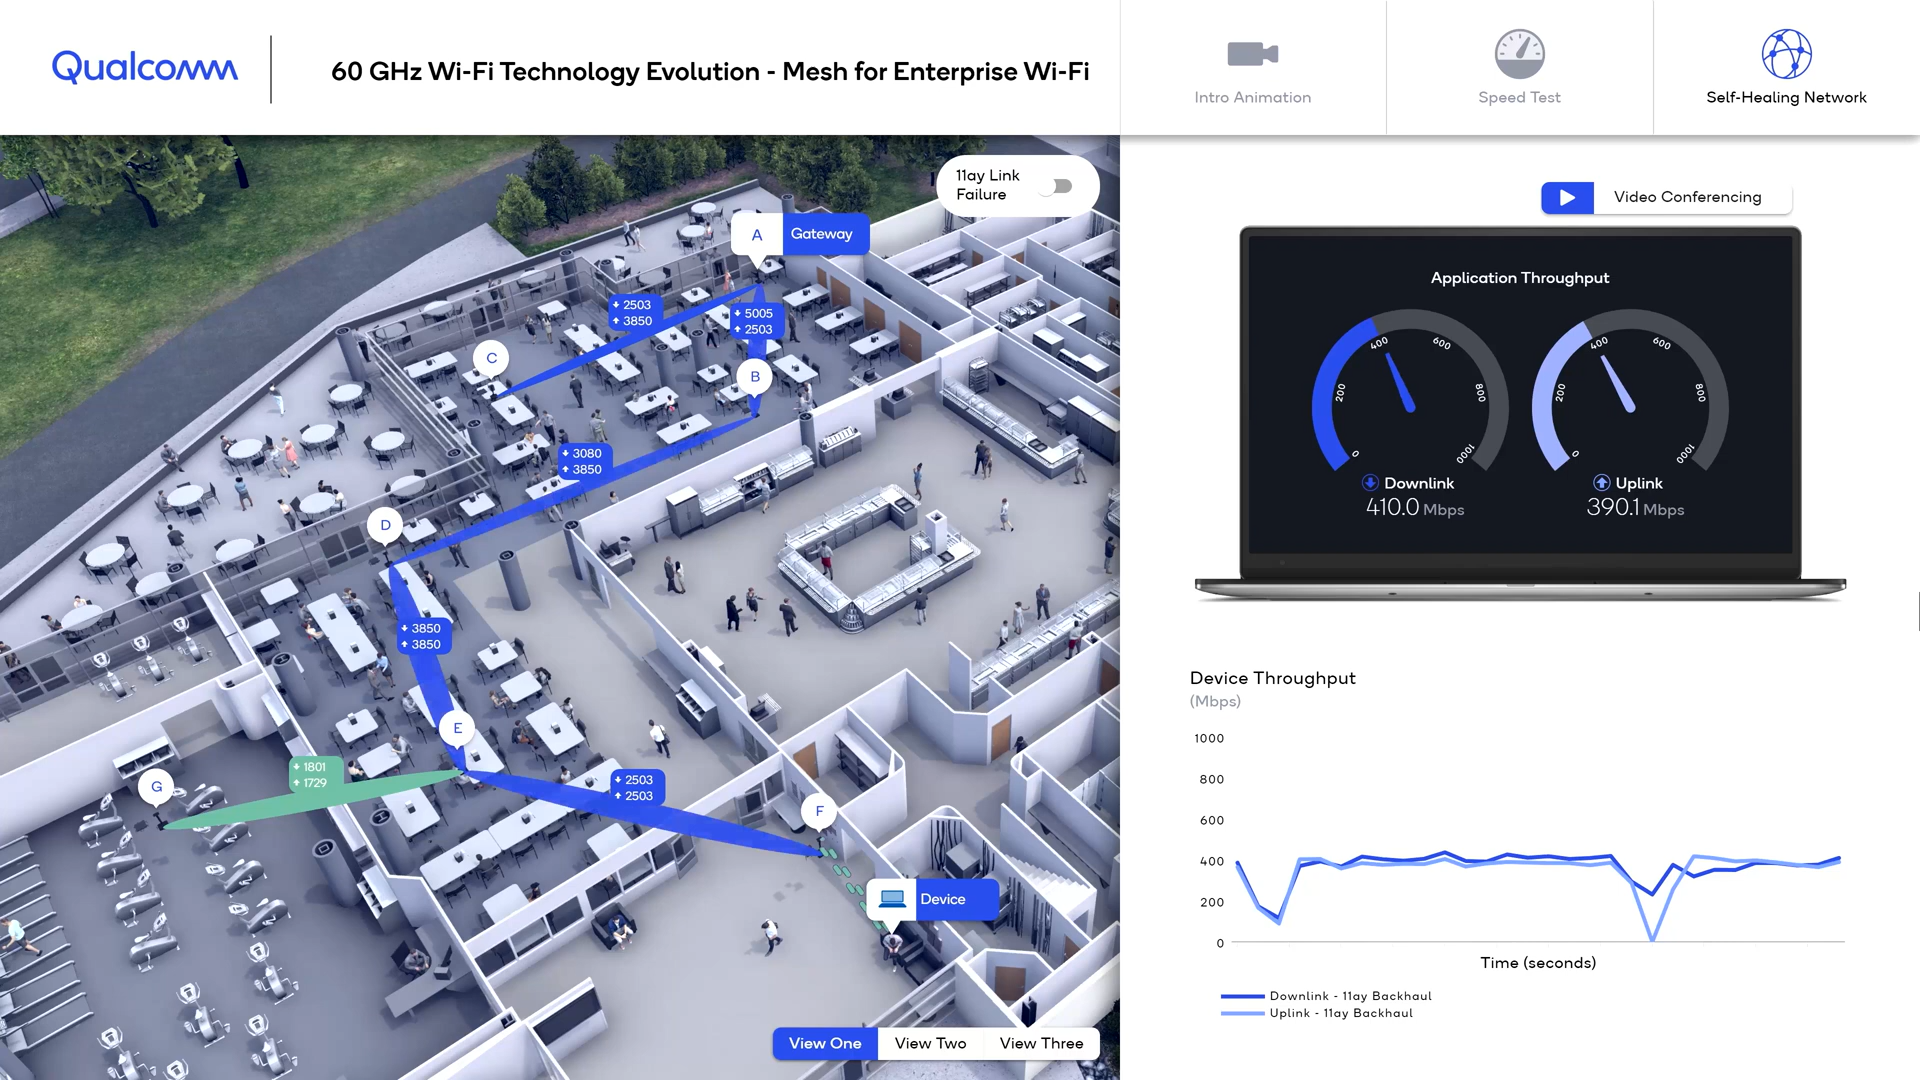 Qualcomm
60 GHz Wi-Fi Technology Evolution - Mesh for Enterprise Wi-Fi
Intro Animation
Speed Test
Self-Healing Network
11ay Link
Failure
A
Gateway
2503
3850
5005
2503
C
B
3080
3850
D
3850
3850
E
1801
1729
G
2503
2503
F
Device
View One
View Two
View Three
Video Conferencing
Application Throughput
0
200
400
600
800
1000
0
200
400
600
800
1000
Downlink
410.0 Mbps
Uplink
390.1 Mbps
Device Throughput
(Mbps)
1000
800
600
400
200
0
Time (seconds)
Downlink - 11ay Backhaul
Uplink - 11ay Backhaul